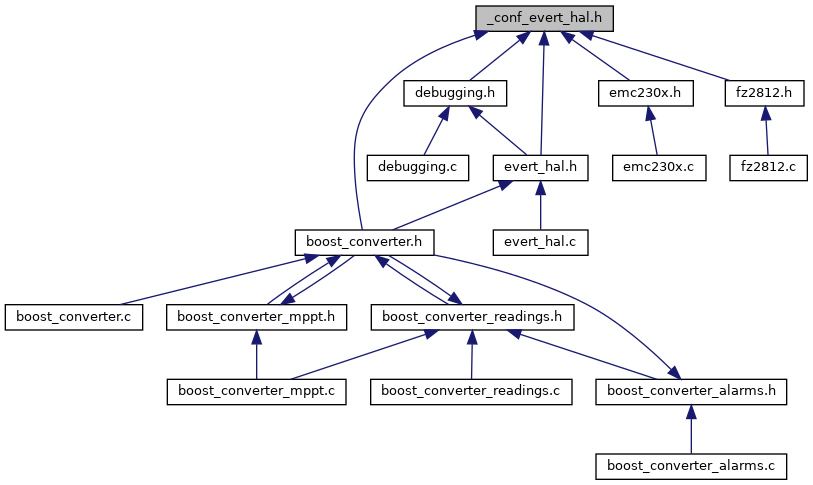 _conf_evert_hal.h
debugging.h
emc230x.h
fz2812.h
debugging.c
evert_hal.h
emc230x.c
fz2812.c
boost_converter.h
evert_hal.c
boost_converter.c
boost_converter_mppt.h
boost_converter_readings.h
boost_converter_mppt.c
boost_converter_readings.c
boost_converter_alarms.h
boost_converter_alarms.c